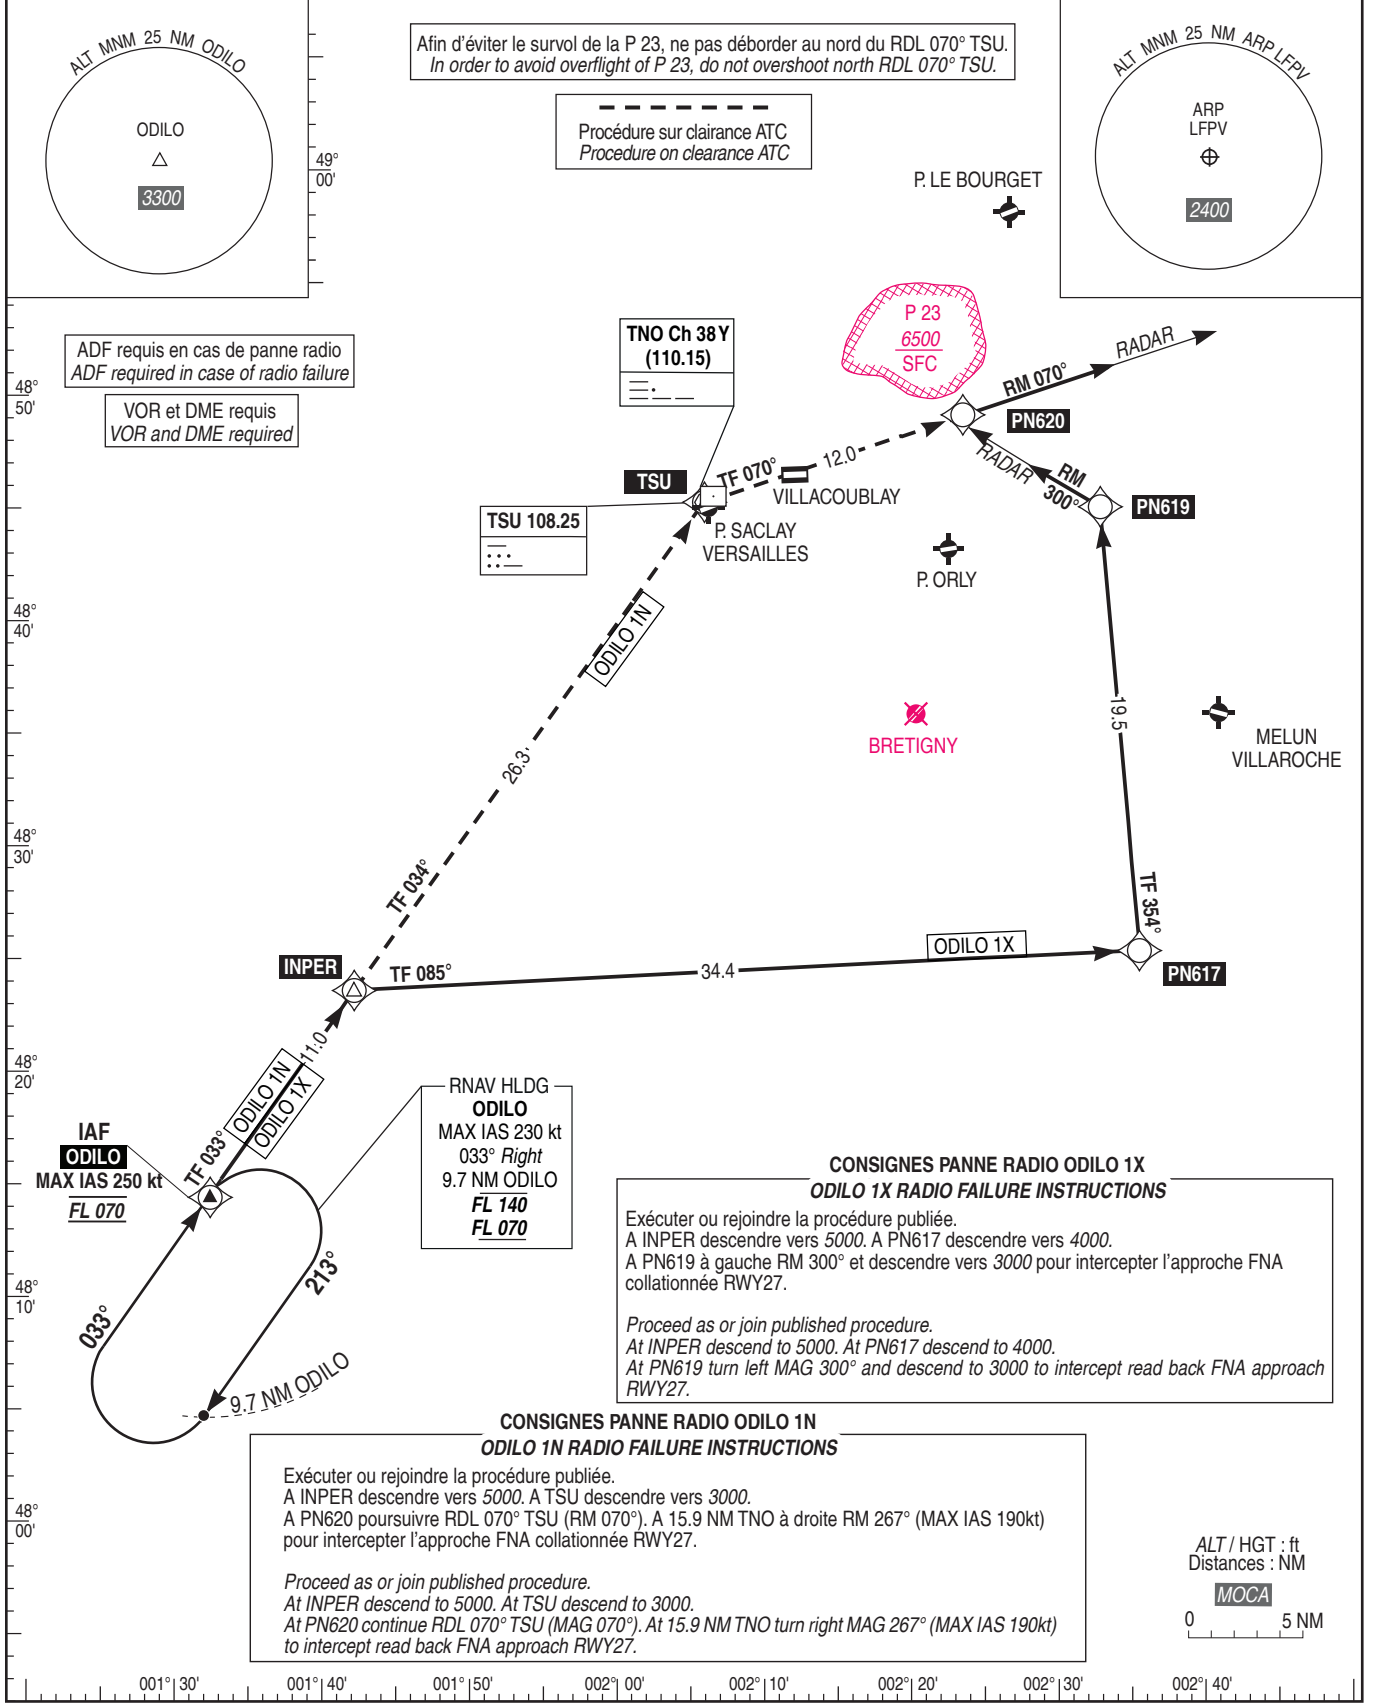 ALT MNM 25 NM ODILO
ODILO
3300
Afin d'éviter le survol de la P 23, ne pas déborder au nord du RDL 070° TSU.
In order to avoid overflight of P 23, do not overshoot north RDL 070° TSU.
Procédure sur clairance ATC
Procedure on clearance ATC
ALT MNM 25 NM ARP LFPV
ARP
LFPV
2400
49°
00'
P. LE BOURGET
P 23
6500
SFC
ADF requis en cas de panne radio
ADF required in case of radio failure
VOR et DME requis
VOR and DME required
TNO Ch 38 Y
(110.15)
48°
50'
RM 070°
RADAR
PN620
RADAR
RM
300°
PN619
TSU
TF 070°
12.0
VILLACOUBLAY
TSU 108.25
P. SACLAY
VERSAILLES
P. ORLY
48°
40'
ODILO 1N
26.3
BRETIGNY
19.5
MELUN
VILLAROCHE
48°
30'
TF 034°
TF 354°
INPER
TF 085°
34.4
ODILO 1X
PN617
11.0
48°
20'
ODILO 1N
ODILO 1X
TF 033°
IAF
ODILO
MAX IAS 250 kt
FL 070
RNAV HLDG
ODILO
MAX IAS 230 kt
033° Right
9.7 NM ODILO
FL 140
FL 070
033°
213°
9.7 NM ODILO
48°
10'
CONSIGNES PANNE RADIO ODILO 1X
ODILO 1X RADIO FAILURE INSTRUCTIONS
Exécuter ou rejoindre la procédure publiée.
A INPER descendre vers 5000. A PN617 descendre vers 4000.
A PN619 à gauche RM 300° et descendre vers 3000 pour intercepter l'approche FNA
collationnée RWY27.
Proceed as or join published procedure.
At INPER descend to 5000. At PN617 descend to 4000.
At PN619 turn left MAG 300° and descend to 3000 to intercept read back FNA approach
RWY27.
CONSIGNES PANNE RADIO ODILO 1N
ODILO 1N RADIO FAILURE INSTRUCTIONS
Exécuter ou rejoindre la procédure publiée.
A INPER descendre vers 5000. A TSU descendre vers 3000.
A PN620 poursuivre RDL 070° TSU (RM 070°). A 15.9 NM TNO à droite RM 267° (MAX IAS 190kt)
pour intercepter l'approche FNA collationnée RWY27.
Proceed as or join published procedure.
At INPER descend to 5000. At TSU descend to 3000.
At PN620 continue RDL 070° TSU (MAG 070°). At 15.9 NM TNO turn right MAG 267° (MAX IAS 190kt)
to intercept read back FNA approach RWY27.
48°
00'
ALT / HGT : ft
Distances : NM
MOCA
0 5 NM
001° 30' 001° 40' 001° 50' 002° 00' 002° 10' 002° 20' 002° 30' 002° 40'